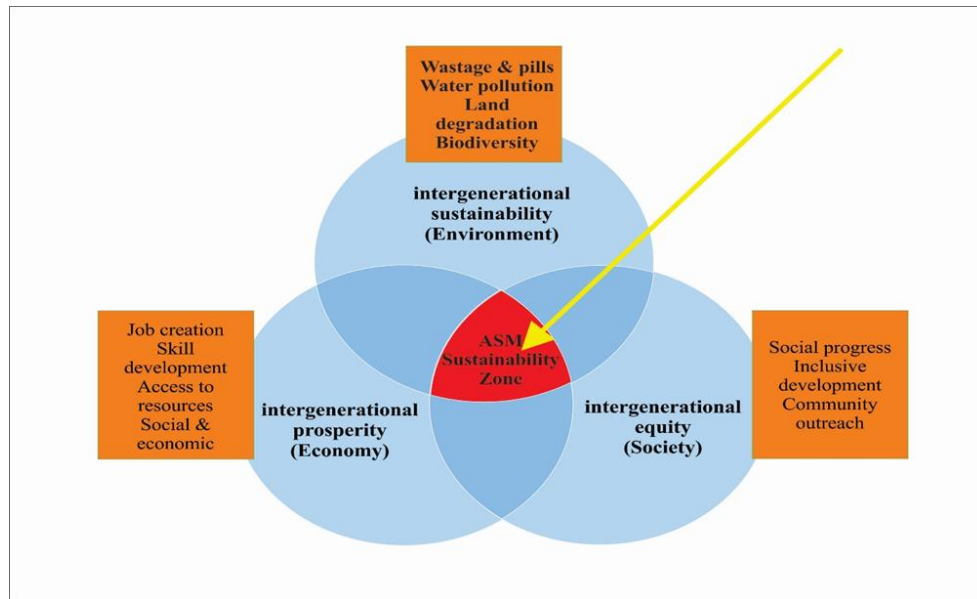 Wastage & pills
Water pollution
Land
degradation
Biodiversity
intergenerational
sustainability
(Environment)
Job creation
Skill
development
Access to
resources
Social &
economic
intergenerational
prosperity
(Economy)
ASM
Sustainability
Zonc
intergenerational
equity
(Society)
Social progress
Inclusive
development
Community
outreach